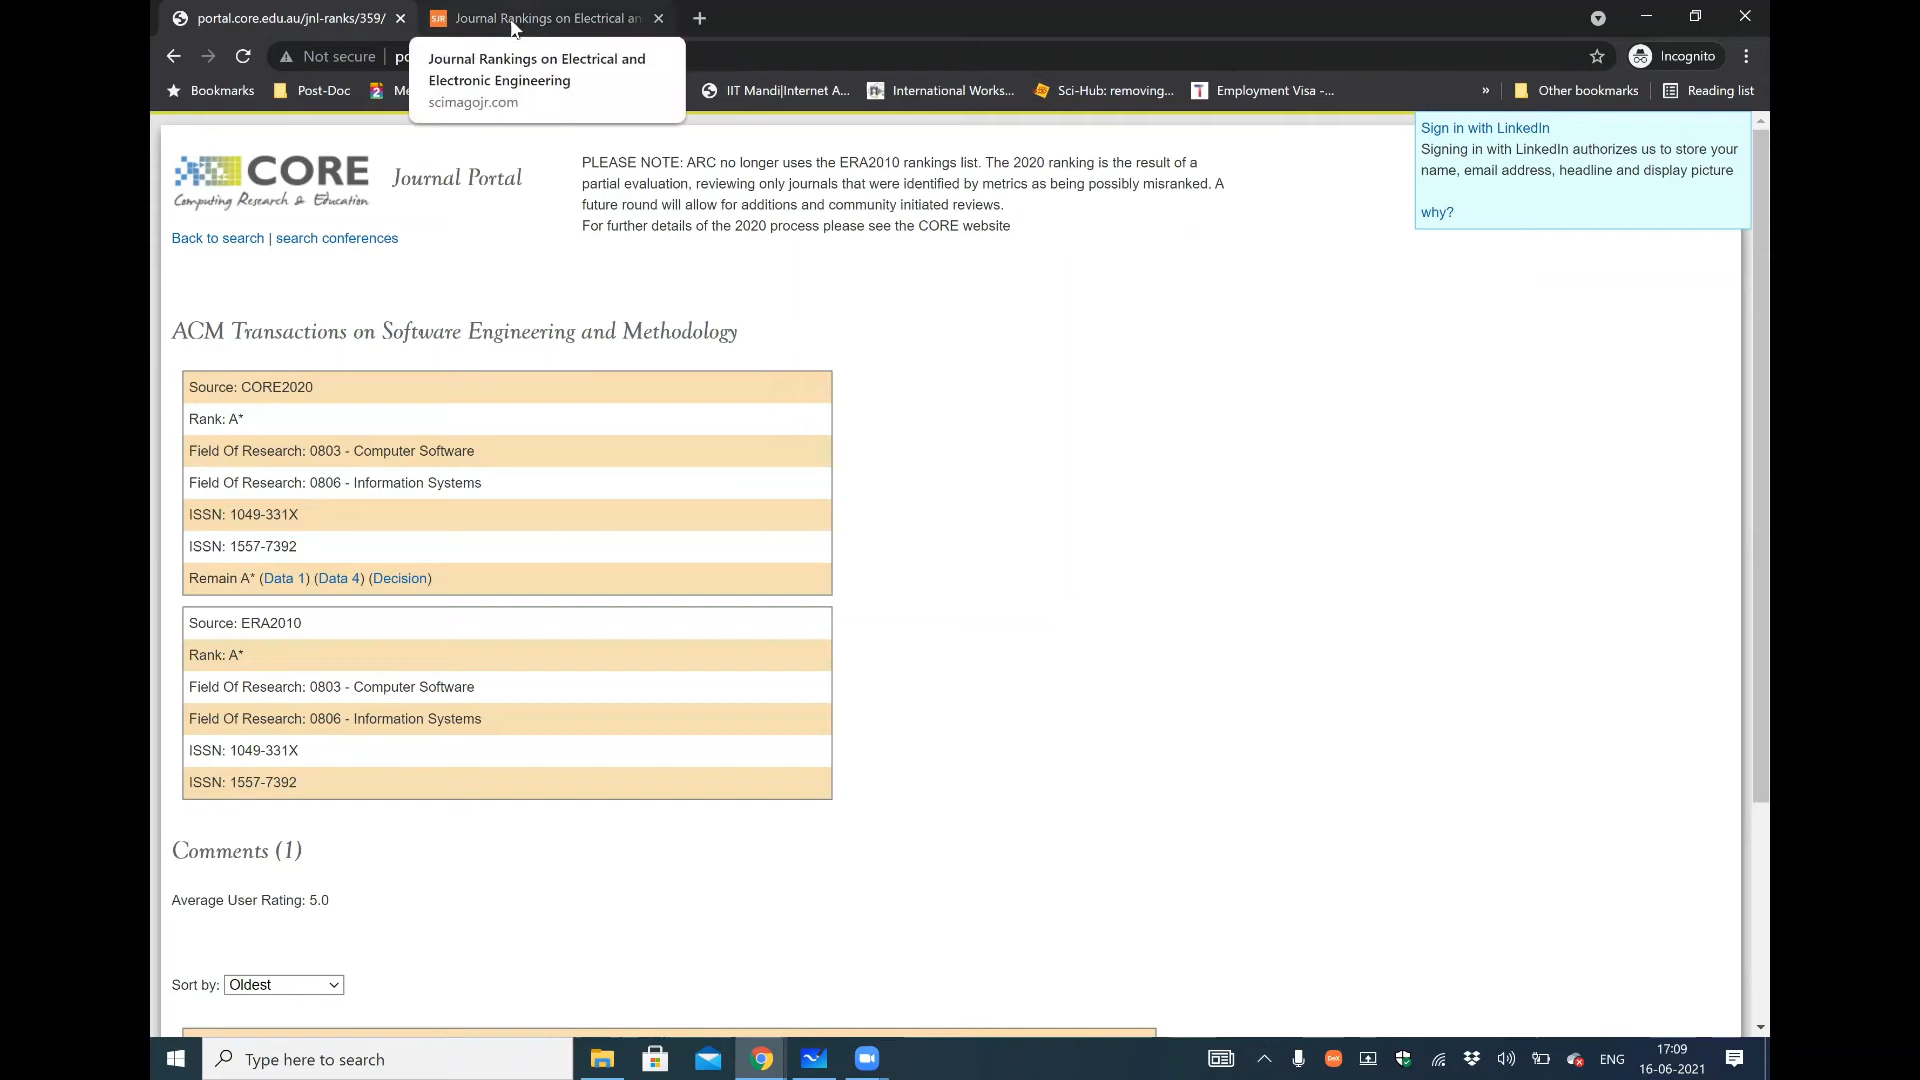 portal.core.edu.au/jnl-ranks/359/
SJR Journal Rankings on Electrical an
Not secure
Journal Rankings on Electrical and
Electronic Engineering
scimagojr.com
Incognito
Bookmarks
Post-Doc
IIT Mandi|Internet A...
International Works...
Sci-Hub: removing...
Employment Visa -...
»
Other bookmarks
Reading list
CORE
Computing Research & Education
Journal Portal
PLEASE NOTE: ARC no longer uses the ERA2010 rankings list. The 2020 ranking is the result of a
partial evaluation, reviewing only journals that were identified by metrics as being possibly misranked. A
future round will allow for additions and community initiated reviews.
For further details of the 2020 process please see the CORE website
Sign in with LinkedIn
Signing in with LinkedIn authorizes us to store your
name, email address, headline and display picture
why?
Back to search | search conferences
ACM Transactions on Software Engineering and Methodology
Source: CORE2020
Rank: A*
Field Of Research: 0803 - Computer Software
Field Of Research: 0806 - Information Systems
ISSN: 1049-331X
ISSN: 1557-7392
Remain A* (Data 1) (Data 4) (Decision)
Source: ERA2010
Rank: A*
Field Of Research: 0803 - Computer Software
Field Of Research: 0806 - Information Systems
ISSN: 1049-331X
ISSN: 1557-7392
Comments (1)
Average User Rating: 5.0
Sort by: Oldest
Type here to search
ENG
17:09
16-06-2021